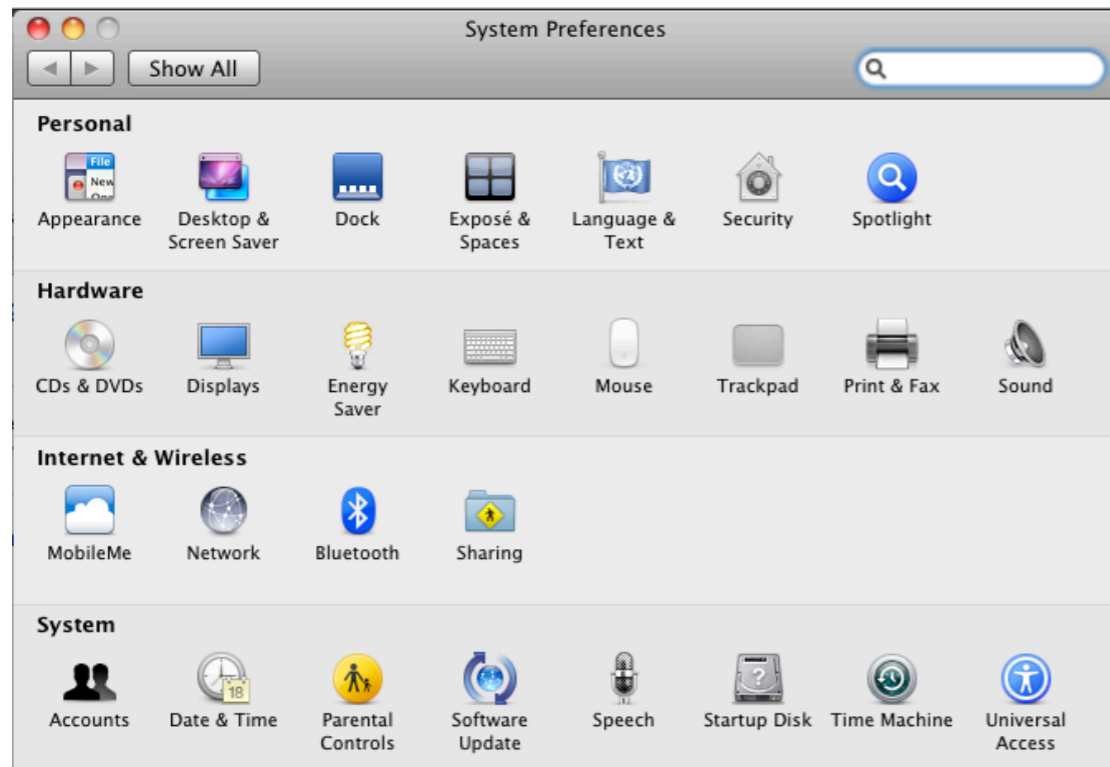 System Preferences
Show All
Personal
File
New
One
Appearance
Desktop &
Screen Saver
Dock
Exposé &
Spaces
Language &
Text
Security
Spotlight
Hardware
CDs & DVDs
Displays
Energy
Saver
Keyboard
Mouse
Trackpad
Print & Fax
Sound
Internet & Wireless
MobileMe
Network
Bluetooth
Sharing
System
Accounts
18
Date & Time
Parental
Controls
Software
Update
Speech
?
Startup Disk
Time Machine
Universal
Access